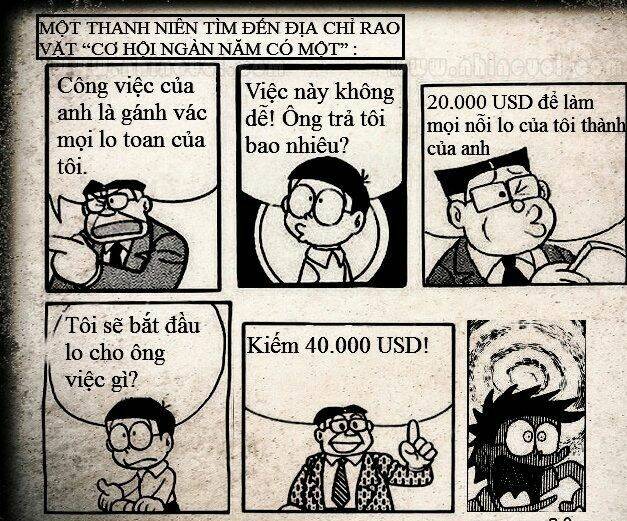 MỘT THANH NIÊN TÌM ĐẾN ĐỊA CHỈ RAO
VẶT “CƠ HỘI NGÀN NĂM CÓ MỘT” :
Công việc của
anh là gánh vác
mọi lo toan của
tôi.
Việc này không
dễ! Ông trả tôi
bao nhiêu?
20.000 USD để làm
mọi nỗi lo của tôi thành
của anh
Tôi sẽ bắt đầu
lo cho ông
việc gì?
Kiếm 40.000 USD!